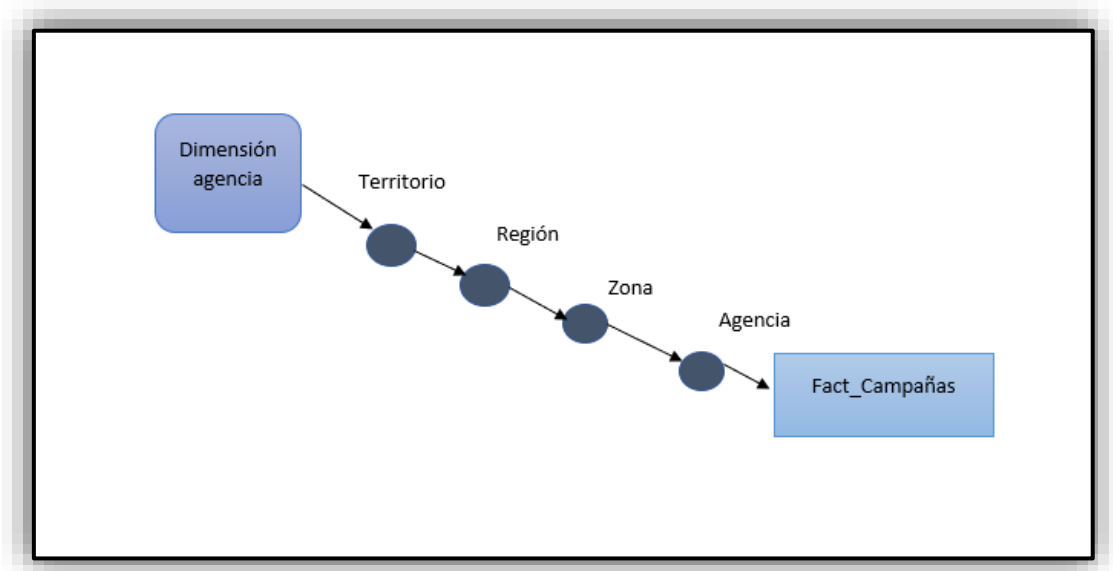 Dimensión
agencia
Territorio
Región
Zona
Agencia
Fact_Campañas